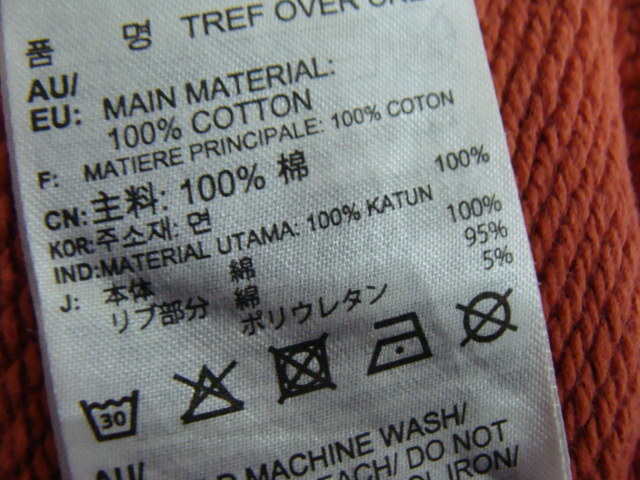 품 명 TREF OVER
AU/
EU: MAIN MATERIAL:
100% COTTON
F: MATIERE PRINCIPALE: 100% COTON
CN: 主料: 100% 棉
KOR: 주소재: 면 100%
IND: MATERIAL UTAMA: 100% KATUN
J: 本体 綿 100%
リブ部分 綿 95%
ポリウレタン 5%
30
AU/ MACHINE WASH/
DO NOT
IRON/